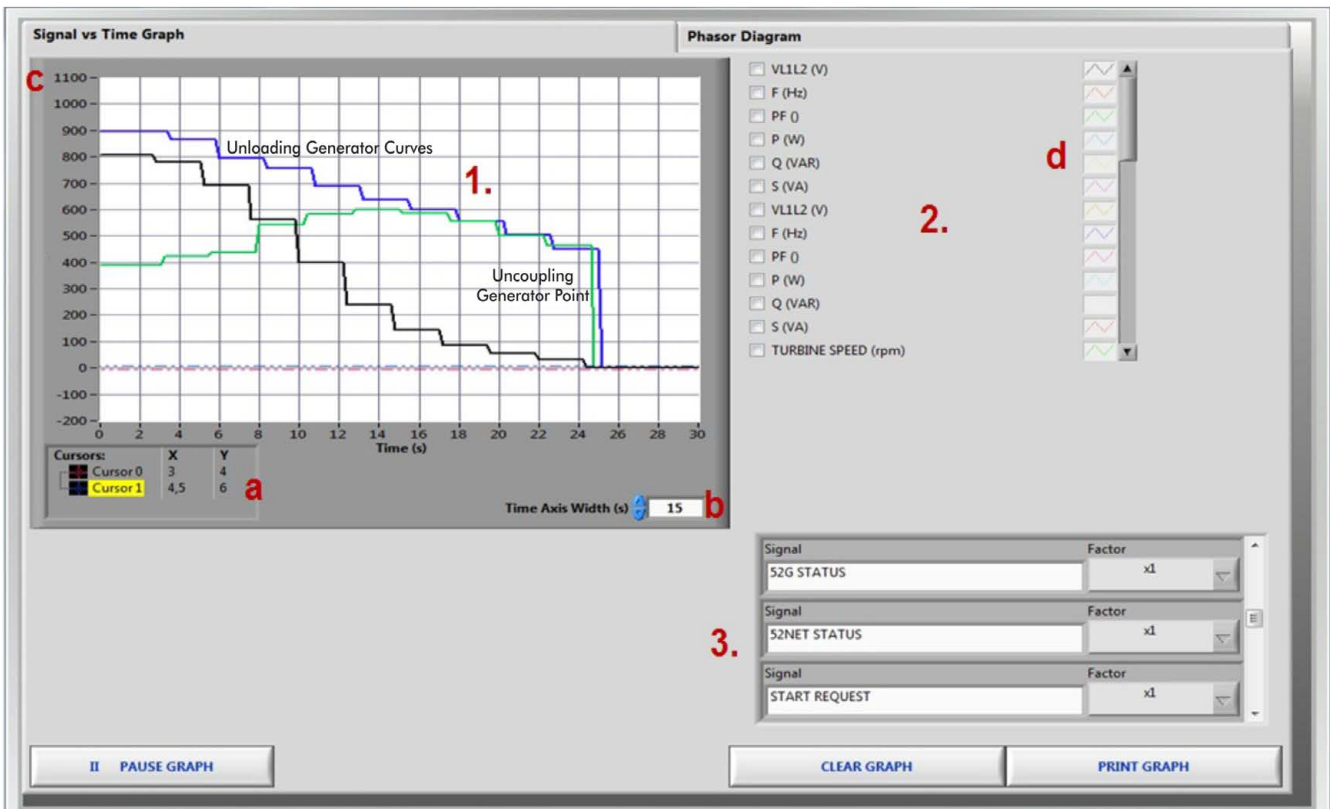 Signal vs Time Graph
Phasor Diagram
c
1100
1000
900
800
700
600
500
400
300
200
100
0
-100
-200
Unloading Generator Curves
1.
Uncoupling
Generator Point
0 2 4 6 8 10 12 14 16 18 20 22 24 26 28 30
Time (s)
Cursors: X Y
Cursor 0 3 4
Cursor 1 4,5 6
a
Time Axis Width (s) 15
b
VL1L2 (V)
F (Hz)
PF ()
P (W)
Q (VAR)
S (VA)
VL1L2 (V)
F (Hz)
PF ()
P (W)
Q (VAR)
S (VA)
TURBINE SPEED (rpm)
d
2.
3.
Signal Factor
52G STATUS x1
Signal Factor
52NET STATUS x1
Signal Factor
START REQUEST x1
II PAUSE GRAPH
CLEAR GRAPH
PRINT GRAPH